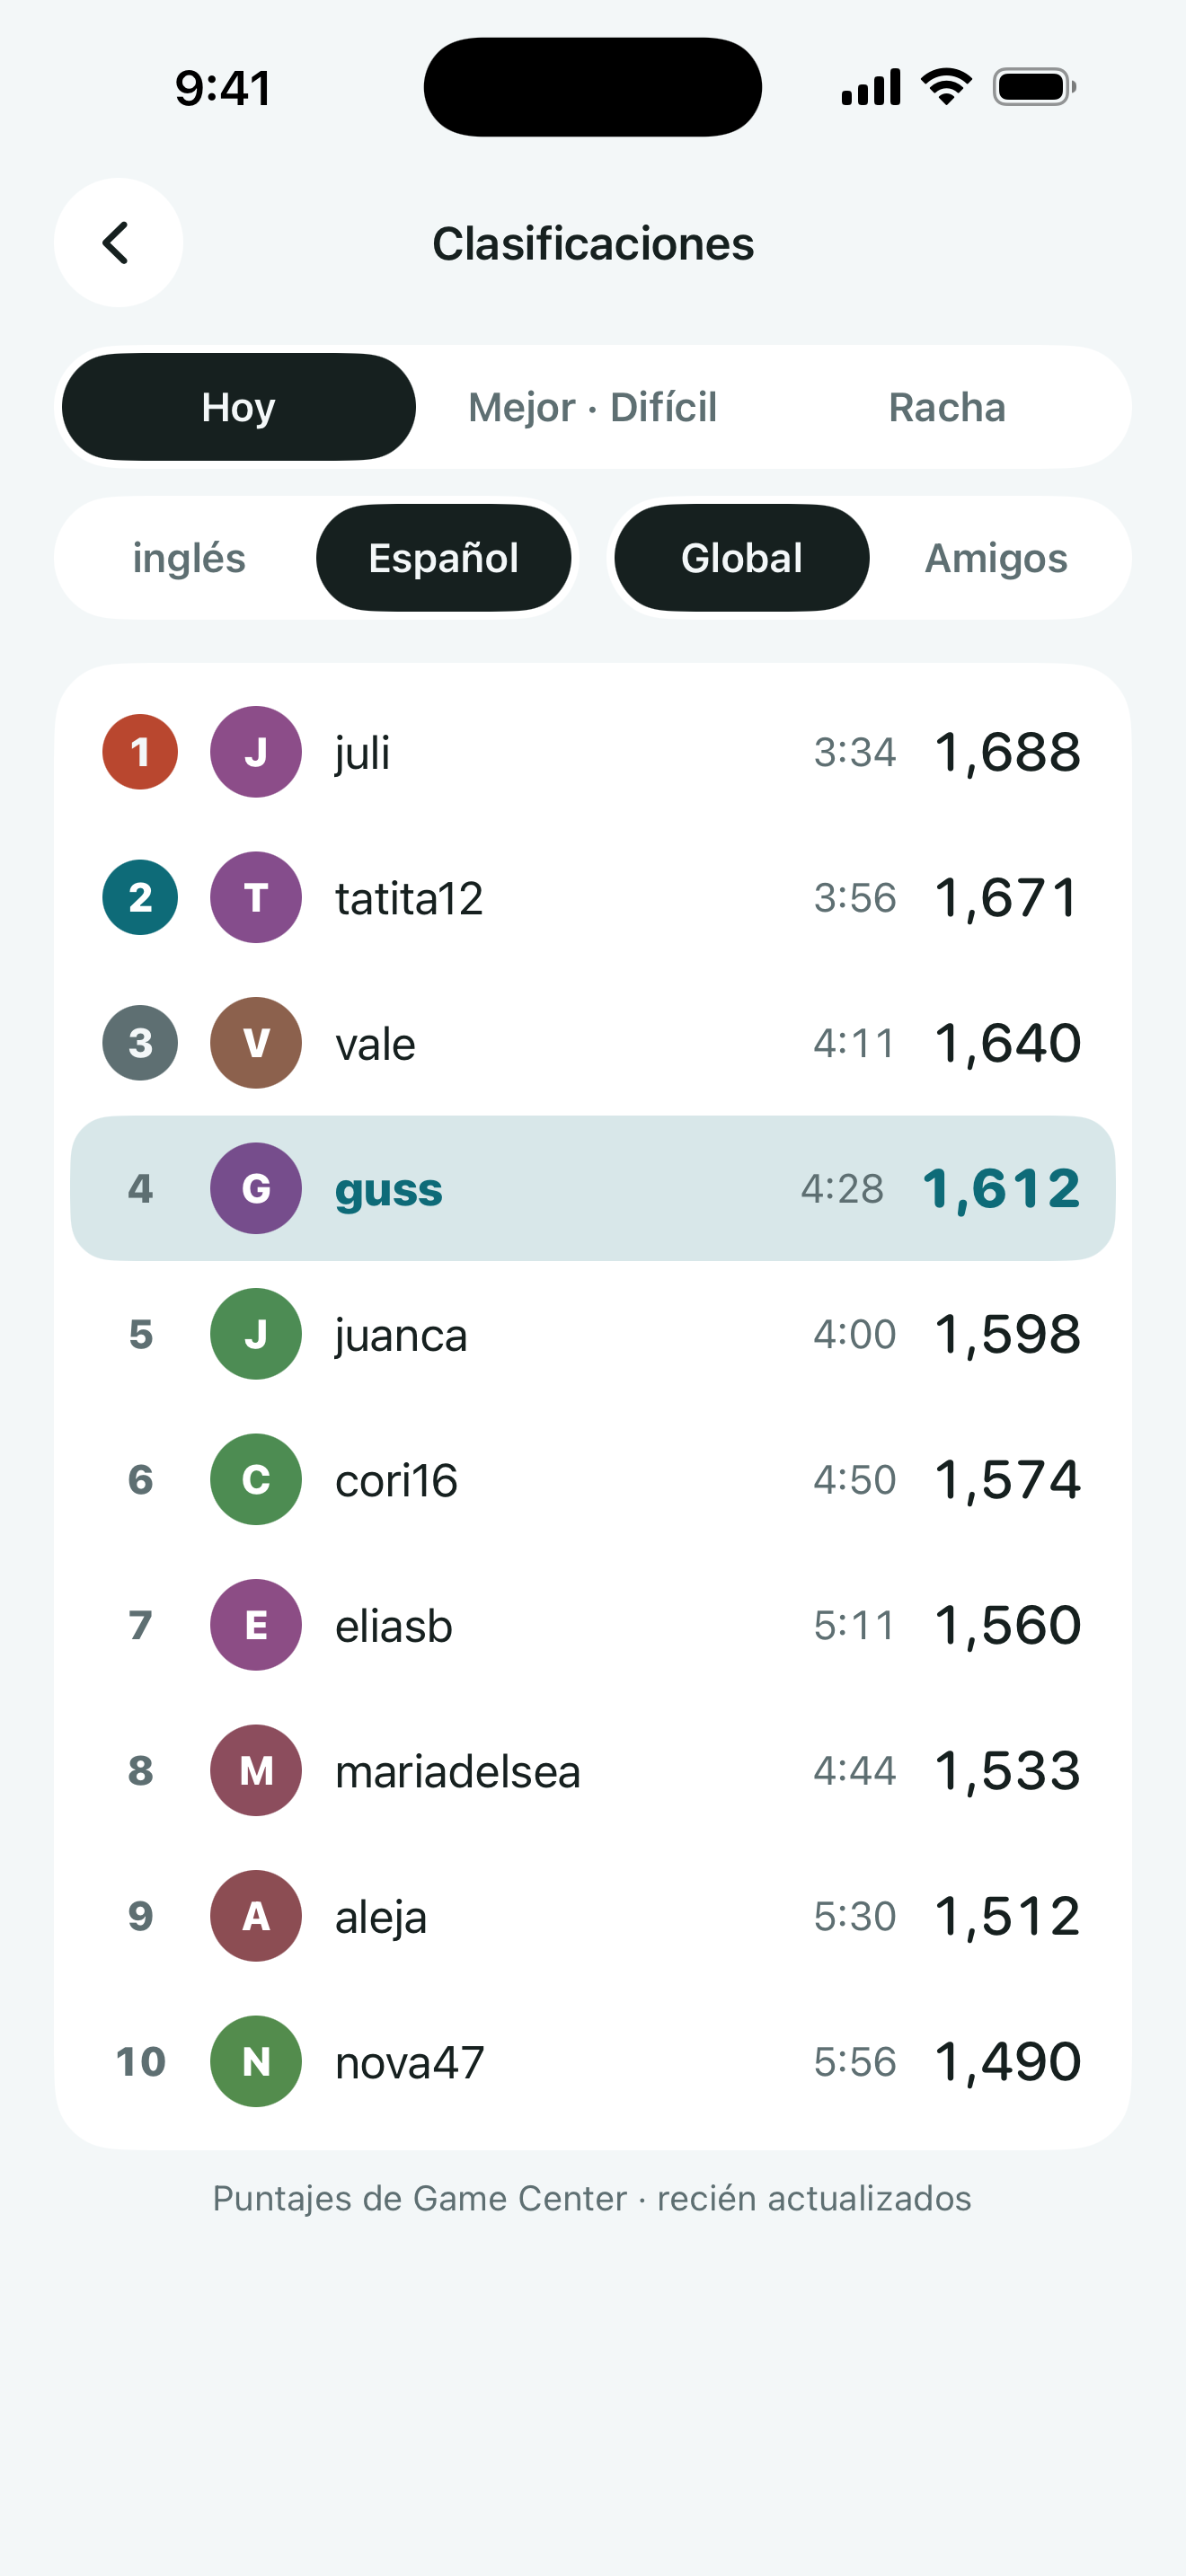 9:41
Clasificaciones
Hoy Mejor · Difícil Racha
inglés Español Global Amigos
1 J juli 3:34 1,688
2 T tatita12 3:56 1,671
3 V vale 4:11 1,640
4 G guss 4:28 1,612
5 J juanca 4:00 1,598
6 C cori16 4:50 1,574
7 E eliasb 5:11 1,560
8 M mariadelsea 4:44 1,533
9 A aleja 5:30 1,512
10 N nova47 5:56 1,490
Puntajes de Game Center · recién actualizados